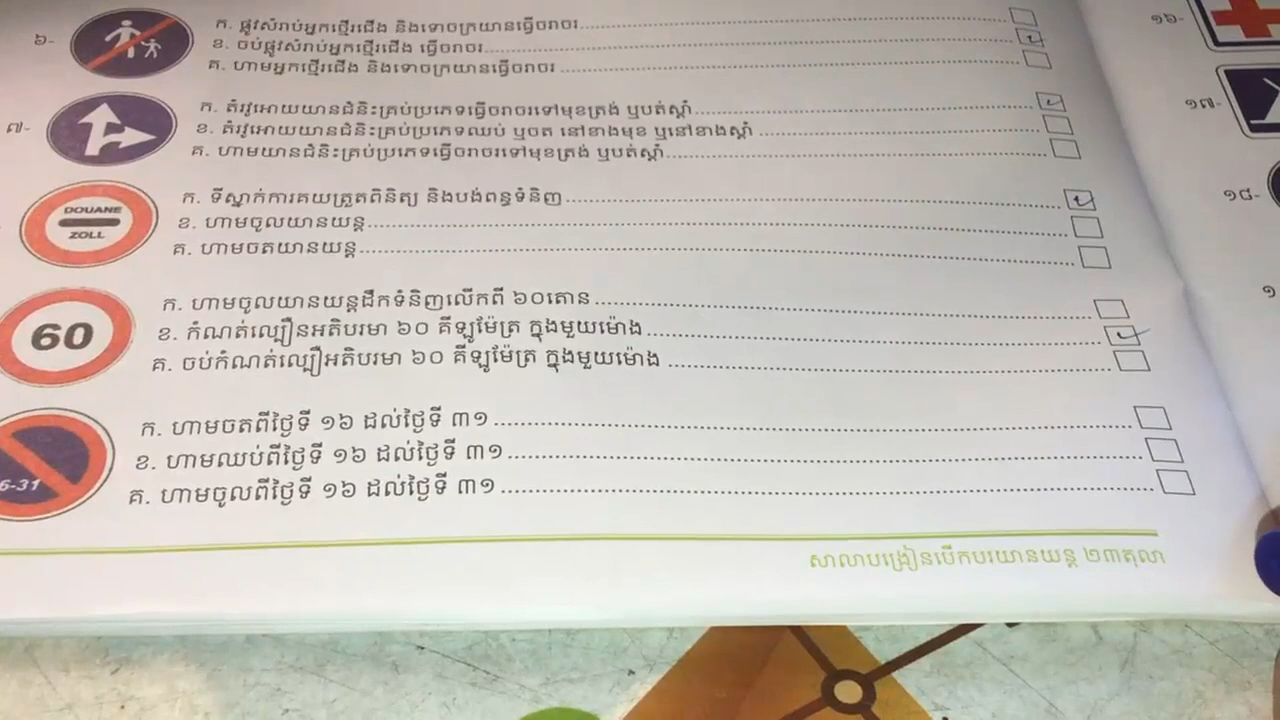 ៦-
ក. ផ្លូវសំរាប់អ្នកថ្មើរជើង និងទោចក្រយានធ្វើចរាចរ
ខ. ចប់ផ្លូវសំរាប់អ្នកថ្មើរជើង ធ្វើចរាចរ
គ. ហាមអ្នកថ្មើរជើង និងទោចក្រយានធ្វើចរាចរ
៧-
ក. តំរវូអោយយានជំនិះគ្រប់ប្រភេទធ្វើចរាចរទៅមុខត្រង់ ឬបត់ស្តាំ
ខ. តំរវូអោយយានជំនិះគ្រប់ប្រភេទឈប់ ឬចត នៅខាងមុខ ឬនៅខាងស្តាំ
គ. ហាមយានជំនិះគ្រប់ប្រភេទធ្វើចរាចរទៅមុខត្រង់ ឬបត់ស្តាំ
DOUANE
ZOLL
ក. ទីស្នាក់ការគយត្រួតពិនិត្យ និងបង់ពន្ធទំនិញ
ខ. ហាមចូលយានយន្ត
គ. ហាមចតយានយន្ត
60
ក. ហាមចូលយានយន្តដឹកទំនិញលើកពី ៦០តោន
ខ. កំណត់ល្បឿនអតិបរមា ៦០ គីឡូម៉ែត្រ ក្នុងមួយម៉ោង
គ. ចប់កំណត់ល្បឿអតិបរមា ៦០ គីឡូម៉ែត្រ ក្នុងមួយម៉ោង
6-31
ក. ហាមចតពីថ្ងៃទី ១៦ ដល់ថ្ងៃទី ៣១
ខ. ហាមឈប់ពីថ្ងៃទី ១៦ ដល់ថ្ងៃទី ៣១
គ. ហាមចូលពីថ្ងៃទី ១៦ ដល់ថ្ងៃទី ៣១
សាលាបង្រៀនបើកបរយានយន្ត ២៣តុលា
១៦-
១៧-
១៨-
១